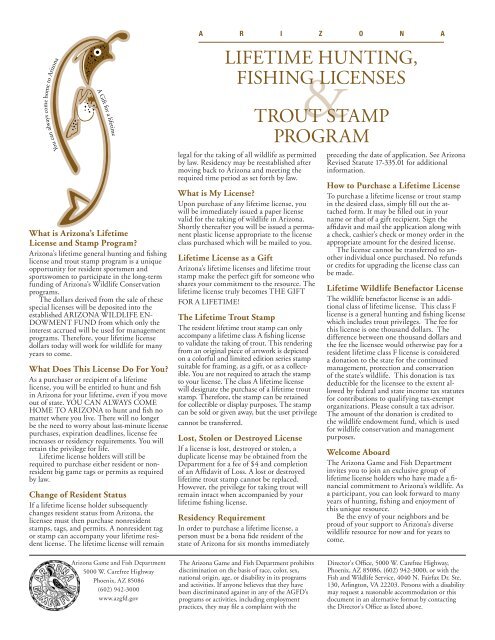 A R I Z O N A
LIFETIME HUNTING,
FISHING LICENSES
&
TROUT STAMP
PROGRAM
You can always come home to Arizona
A Gift for a lifetime
What is Arizona's Lifetime
License and Stamp Program?
Arizona's lifetime general hunting and fishing
license and trout stamp program is a unique
opportunity for resident sportsmen and
sportswomen to participate in the long-term
funding of Arizona's Wildlife Conservation
programs.
The dollars derived from the sale of these
special licenses will be deposited into the
established ARIZONA WILDLIFE EN-
DOWMENT FUND from which only the
interest accrued will be used for management
programs. Therefore, your lifetime license
dollars today will work for wildlife for many
years to come.
What Does This License Do For You?
As a purchaser or recipient of a lifetime
license, you will be entitled to hunt and fish
in Arizona for your lifetime, even if you move
out of state. YOU CAN ALWAYS COME
HOME TO ARIZONA to hunt and fish no
matter where you live. There will no longer
be the need to worry about last-minute license
purchases, expiration deadlines, license fee
increases or residency requirements. You will
retain the privilege for life.
Lifetime license holders will still be
required to purchase either resident or non-
resident big game tags or permits as required
by law.
Change of Resident Status
If a lifetime license holder subsequently
changes resident status from Arizona, the
licensee must then purchase nonresident
stamps, tags, and permits. A nonresident tag
or stamp can accompany your lifetime resi-
dent license. The lifetime license will remain
legal for the taking of all wildlife as permitted
by law. Residency may be reestablished after
moving back to Arizona and meeting the
required time period as set forth by law.
What is My License?
Upon purchase of any lifetime license, you
will be immediately issued a paper license
valid for the taking of wildlife in Arizona.
Shortly thereafter you will be issued a perma-
nent plastic license appropriate to the license
class purchased which will be mailed to you.
Lifetime License as a Gift
Arizona's lifetime licenses and lifetime trout
stamp make the perfect gift for someone who
shares your commitment to the resource. The
lifetime license truly becomes THE GIFT
FOR A LIFETIME!
The Lifetime Trout Stamp
The resident lifetime trout stamp can only
accompany a lifetime class A fishing license
to validate the taking of trout. This rendering
from an original piece of artwork is depicted
on a colorful and limited edition series stamp
suitable for framing, as a gift, or as a collect-
ible. You are not required to attach the stamp
to your license. The class A lifetime license
will designate the purchase of a lifetime trout
stamp. Therefore, the stamp can be retained
for collectible or display purposes. The stamp
can be sold or given away, but the user privilege
cannot be transferred.
Lost, Stolen or Destroyed License
If a license is lost, destroyed or stolen, a
duplicate license may be obtained from the
Department for a fee of $4 and completion
of an Affidavit of Loss. A lost or destroyed
lifetime trout stamp cannot be replaced.
However, the privilege for taking trout will
remain intact when accompanied by your
lifetime fishing license.
Residency Requirement
In order to purchase a lifetime license, a
person must be a bona fide resident of the
state of Arizona for six months immediately
preceding the date of application. See Arizona
Revised Statute 17-335.01 for additional
information.
How to Purchase a Lifetime License
To purchase a lifetime license or trout stamp
in the desired class, simply fill out the at-
tached form. It may be filled out in your
name or that of a gift recipient. Sign the
affidavit and mail the application along with
a check, cashier's check or money order in the
appropriate amount for the desired license.
The license cannot be transferred to an-
other individual once purchased. No refunds
or credits for upgrading the license class can
be made.
Lifetime Wildlife Benefactor License
The wildlife benefactor license is an addi-
tional class of lifetime license. This class F
license is a general hunting and fishing license
which includes trout privileges. The fee for
this license is one thousand dollars. The
difference between one thousand dollars and
the fee the licensee would otherwise pay for a
resident lifetime class F license is considered
a donation to the state for the continued
management, protection and conservation
of the state's wildlife. This donation is tax
deductible for the licensee to the extent al-
lowed by federal and state income tax statutes
for contributions to qualifying tax-exempt
organizations. Please consult a tax advisor.
The amount of the donation is credited to
the wildlife endowment fund, which is used
for wildlife conservation and management
purposes.
Welcome Aboard
The Arizona Game and Fish Department
invites you to join an exclusive group of
lifetime license holders who have made a fi-
nancial commitment to Arizona's wildlife. As
a participant, you can look forward to many
years of hunting, fishing and enjoyment of
this unique resource.
Be the envy of your neighbors and be
proud of your support to Arizona's diverse
wildlife resource for now and for years to
come.
Arizona Game and Fish Department
5000 W. Carefree Highway
Phoenix, AZ 85086
(602) 942-3000
www.azgfd.gov
The Arizona Game and Fish Department prohibits
discrimination on the basis of race, color, sex,
national origin, age, or disability in its programs
and activities. If anyone believes that they have
been discriminated against in any of the AGFD's
programs or activities, including employment
practices, they may file a complaint with the
Director's Office, 5000 W. Carefree Highway,
Phoenix, AZ 85086, (602) 942-3000, or with the
Fish and Wildlife Service, 4040 N. Fairfax Dr. Ste.
130, Arlington, VA 22203. Persons with a disability
may request a reasonable accommodation or this
document in an alternative format by contacting
the Director's Office as listed above.